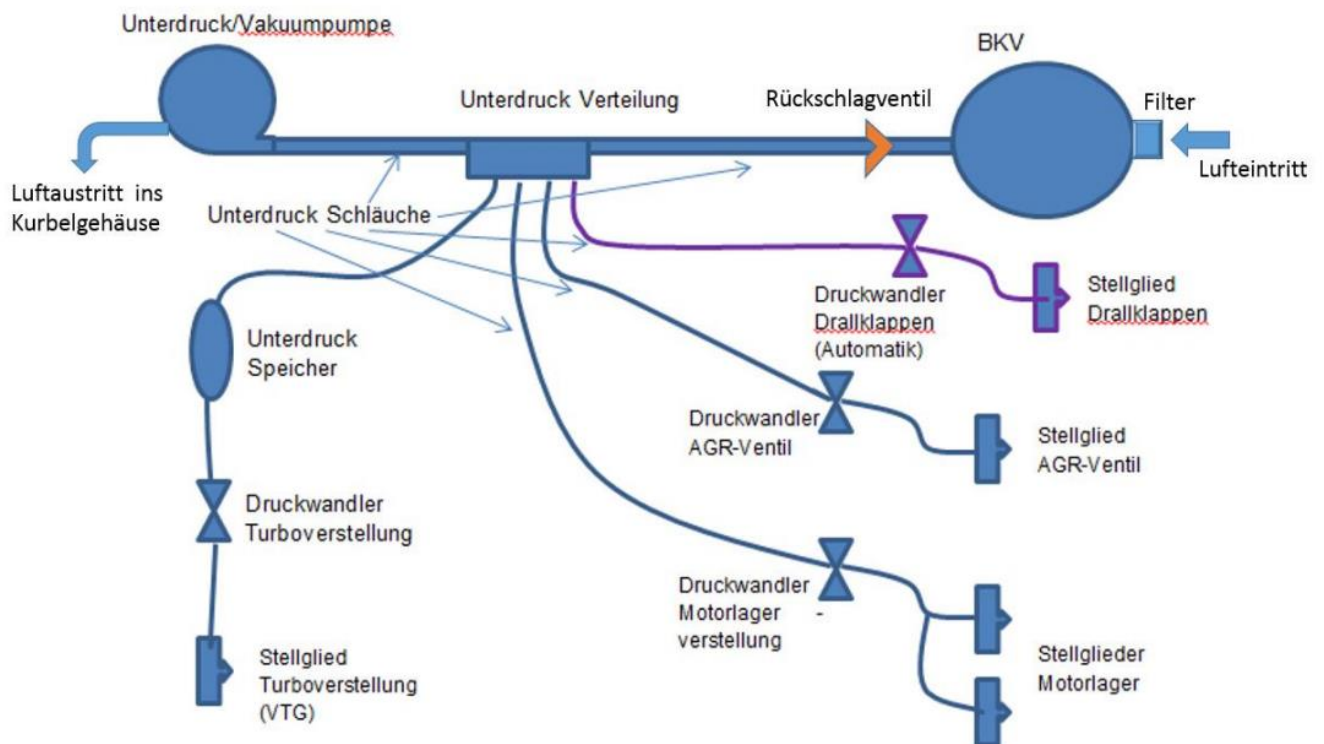 Unterdruck/Vakuumpumpe
BKV
Unterdruck Verteilung
Rückschlagventil
Filter
Lufteintritt
Luftaustritt ins
Kurbelgehäuse
Unterdruck Schläuche
Unterdruck
Speicher
Druckwandler
Drallklappen
(Automatik)
Stellglied
Drallklappen
Druckwandler
AGR-Ventil
Stellglied
AGR-Ventil
Druckwandler
Turboverstellung
Druckwandler
Motorlager -
verstellung
Stellglied
Turboverstellung
(VTG)
Stellglieder
Motorlager